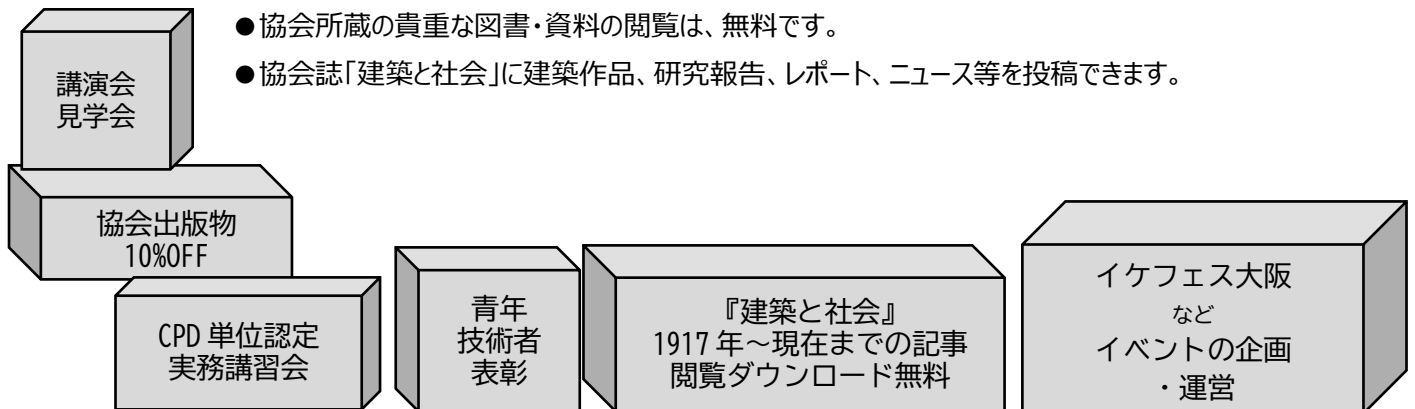 ●協会所蔵の貴重な図書・資料の閲覧は、無料です。
●協会誌「建築と社会」に建築作品、研究報告、レポート、ニュース等を投稿できます。
講演会
見学会
協会出版物
10%OFF
CPD 単位認定
実務講習会
青年
技術者
表彰
『建築と社会』
1917 年～現在までの記事
閲覧ダウンロード無料
イケフェス大阪
など
イベントの企画
・運営